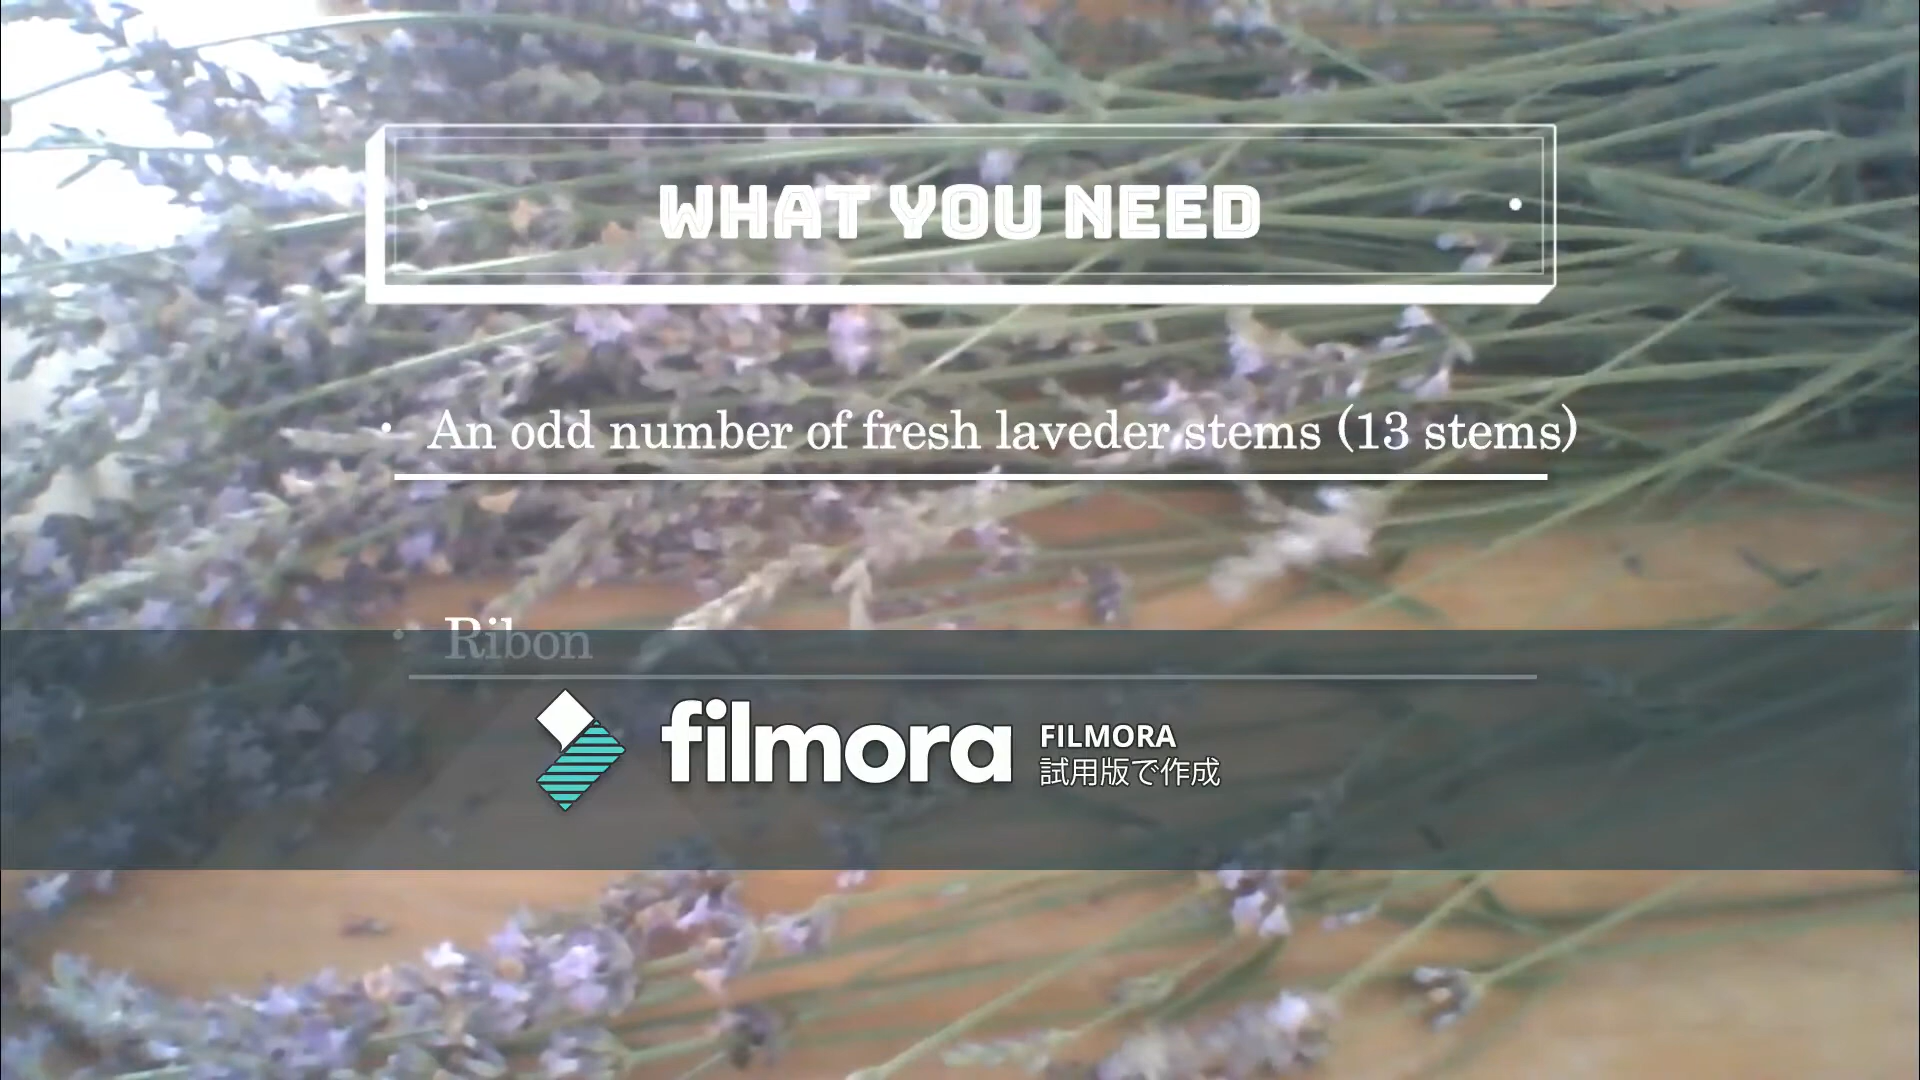 WHAT YOU NEED
• An odd number of fresh laveder stems (13 stems)
• Ribon
filmora
FILMORA
試用版で作成